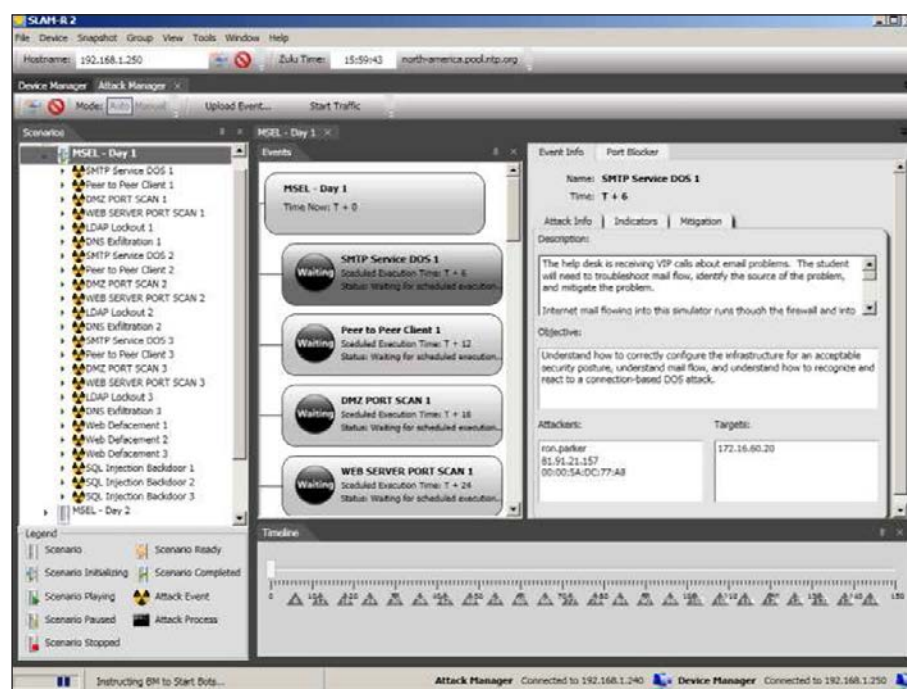 SLAM-R 2
File Device Snapshot Group View Tools Window Help
Hostname: 192.168.1.250 Zulu Time: 15:59:43 north-america.pool.ntp.org
Device Manager Attack Manager
Mode: Auto Manual Upload Event... Start Traffic
Scenarios
MSEL - Day 1
SMTP Service DOS 1
Peer to Peer Client 1
DMZ PORT SCAN 1
WEB SERVER PORT SCAN 1
LDAP Lockout 1
DNS Exfiltration 1
SMTP Service DOS 2
Peer to Peer Client 2
DMZ PORT SCAN 2
WEB SERVER PORT SCAN 2
LDAP Lockout 2
DNS Exfiltration 2
SMTP Service DOS 3
Peer to Peer Client 3
DMZ PORT SCAN 3
WEB SERVER PORT SCAN 3
LDAP Lockout 3
DNS Exfiltration 3
Web Defacement 1
Web Defacement 2
Web Defacement 3
SQL Injection Backdoor 1
SQL Injection Backdoor 2
SQL Injection Backdoor 3
MSEL - Day 2
Legend
Scenario Scenario Ready
Scenario Initializing Scenario Completed
Scenario Playing Attack Event
Scenario Paused Attack Process
Scenario Stopped
MSEL - Day 1
Events
MSEL - Day 1
Time Now: T + 0
Waiting
SMTP Service DOS 1
Scheduled Execution Time: T + 6
Status: Waiting for scheduled execution...
Waiting
Peer to Peer Client 1
Scheduled Execution Time: T + 12
Status: Waiting for scheduled execution...
Waiting
DMZ PORT SCAN 1
Scheduled Execution Time: T + 18
Status: Waiting for scheduled execution...
Waiting
WEB SERVER PORT SCAN 1
Scheduled Execution Time: T + 24
Status: Waiting for scheduled execution...
Event Info Port Blocker
Name: SMTP Service DOS 1
Time: T + 6
Attack Info Indicators Mitigation
Description:
The help desk is receiving VIP calls about email problems. The student
will need to troubleshoot mail flow, identify the source of the problem,
and mitigate the problem.
Internet mail flowing into this simulator runs though the firewall and into
Objective:
Understand how to correctly configure the infrastructure for an acceptable
security posture, understand mail flow, and understand how to recognize and
react to a connection-based DOS attack.
Attackers: Targets:
ron.parker 172.16.60.20
81.91.21.157
00:00:5A:DC:77:A8
Timeline
0 150
Instructing BM to Start Bots... Attack Manager Connected to 192.168.1.240 Device Manager Connected to 192.168.1.250